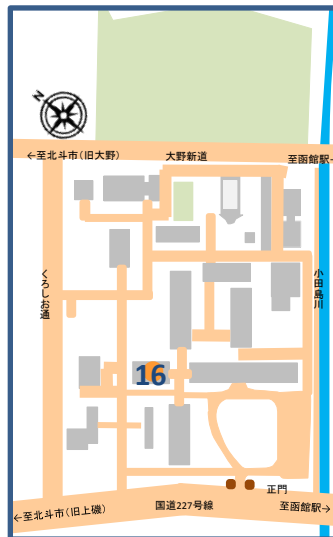 N
←至北斗市(旧大野)
大野新道
至函館駅→
くろしお通
小田島川
16
正門
国道227号線
←至北斗市(旧上磯)
至函館駅→